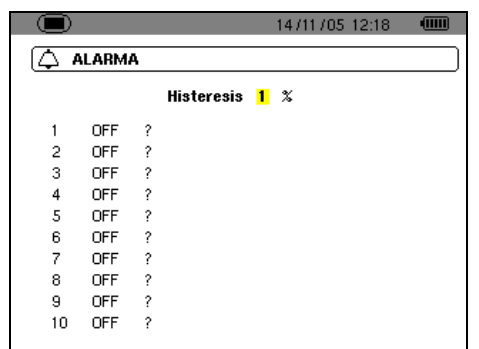 14/11/05 12:18
ALARMA
Histeresis 1 %
1 OFF ?
2 OFF ?
3 OFF ?
4 OFF ?
5 OFF ?
6 OFF ?
7 OFF ?
8 OFF ?
9 OFF ?
10 OFF ?